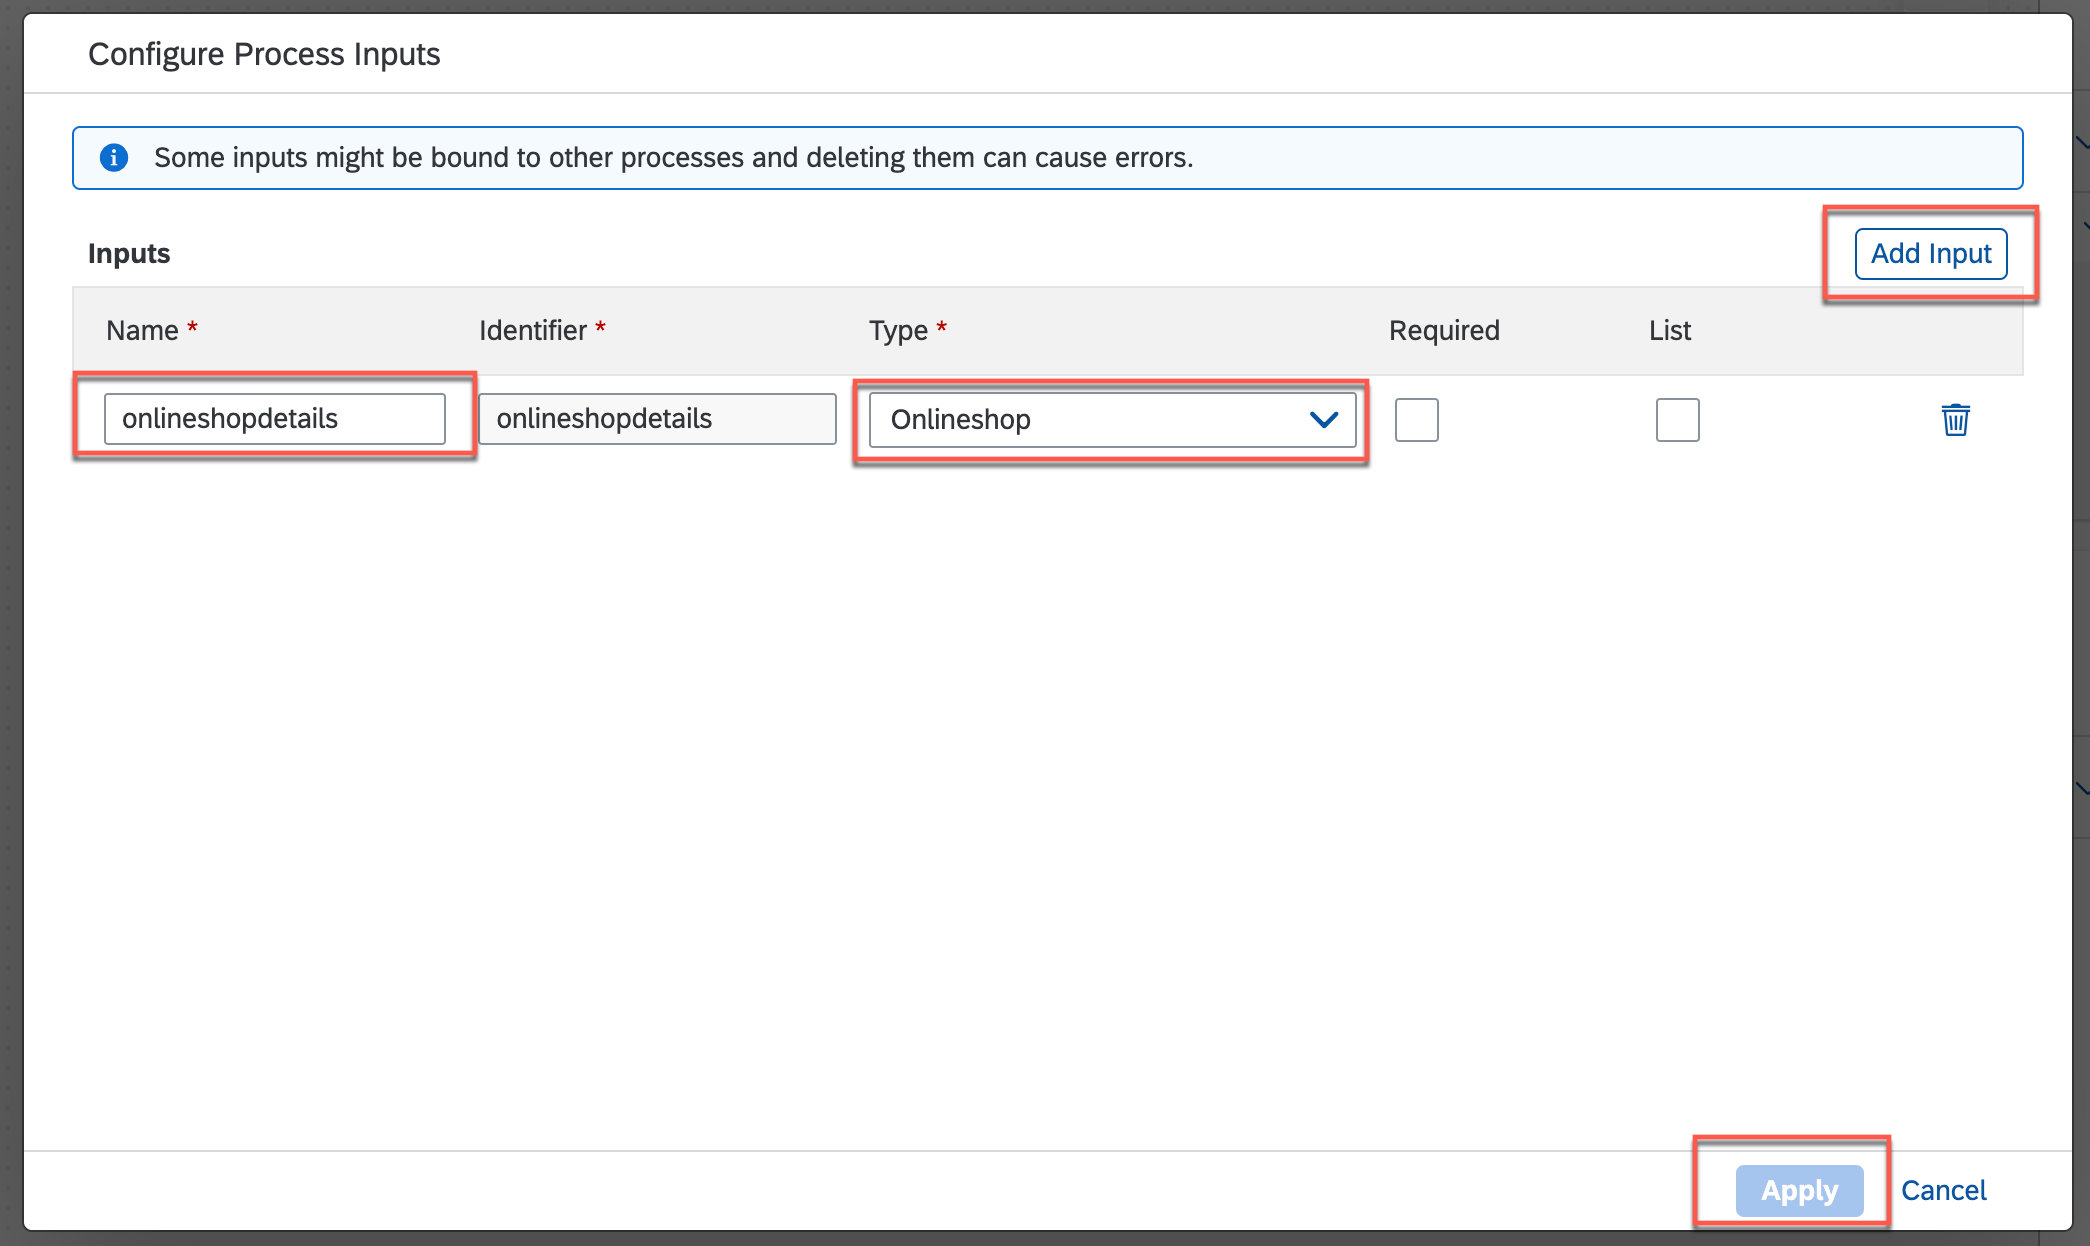 Configure Process Inputs
Some inputs might be bound to other processes and deleting them can cause errors.
Inputs
Add Input
Name * Identifier * Type * Required List
onlineshopdetails onlineshopdetails Onlineshop
Apply Cancel